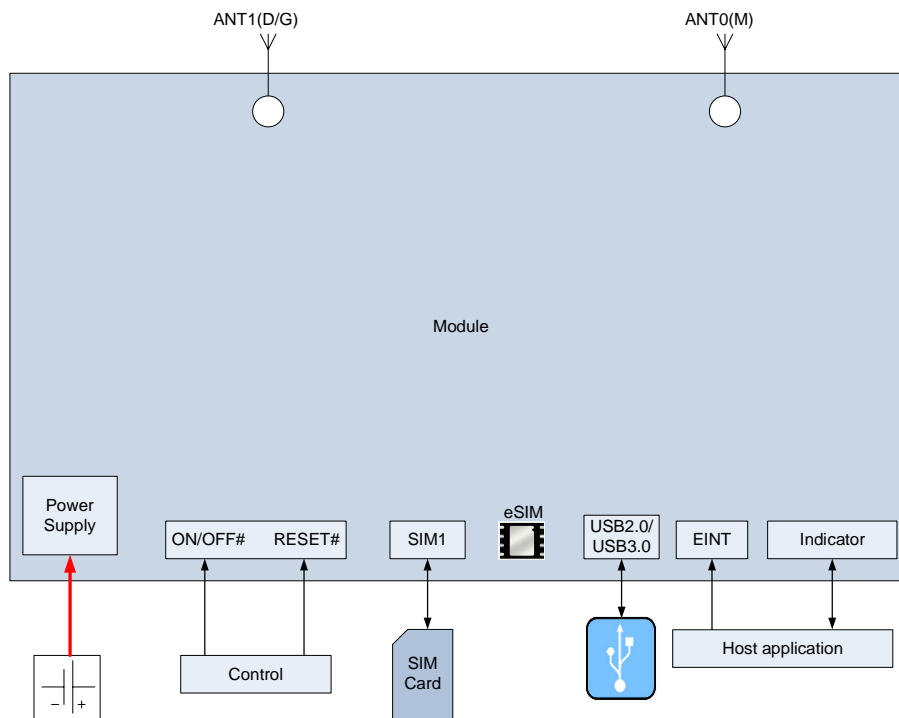 ANT1(D/G)
ANT0(M)
Module
Power
Supply
eSIM
ON/OFF#
RESET#
SIM1
USB2.0/
USB3.0
EINT
Indicator
Control
SIM
Card
Host application
- +